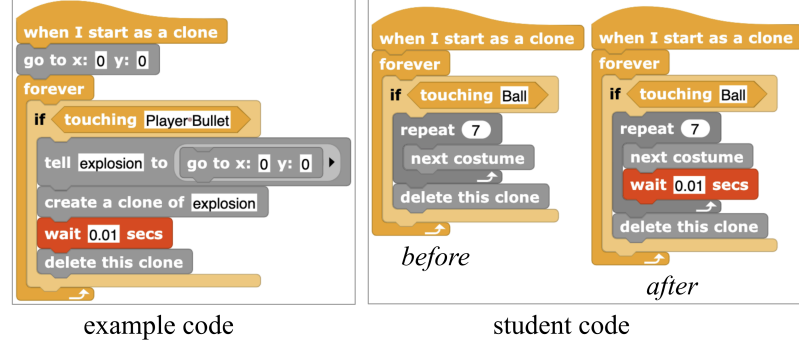 when I start as a clone
go to x: 0 y: 0
forever
if touching Player Bullet
tell explosion to go to x: 0 y: 0
create a clone of explosion
wait 0.01 secs
delete this clone
example code
when I start as a clone
forever
if touching Ball
repeat 7
next costume
delete this clone
before
when I start as a clone
forever
if touching Ball
repeat 7
next costume
wait 0.01 secs
delete this clone
after
student code